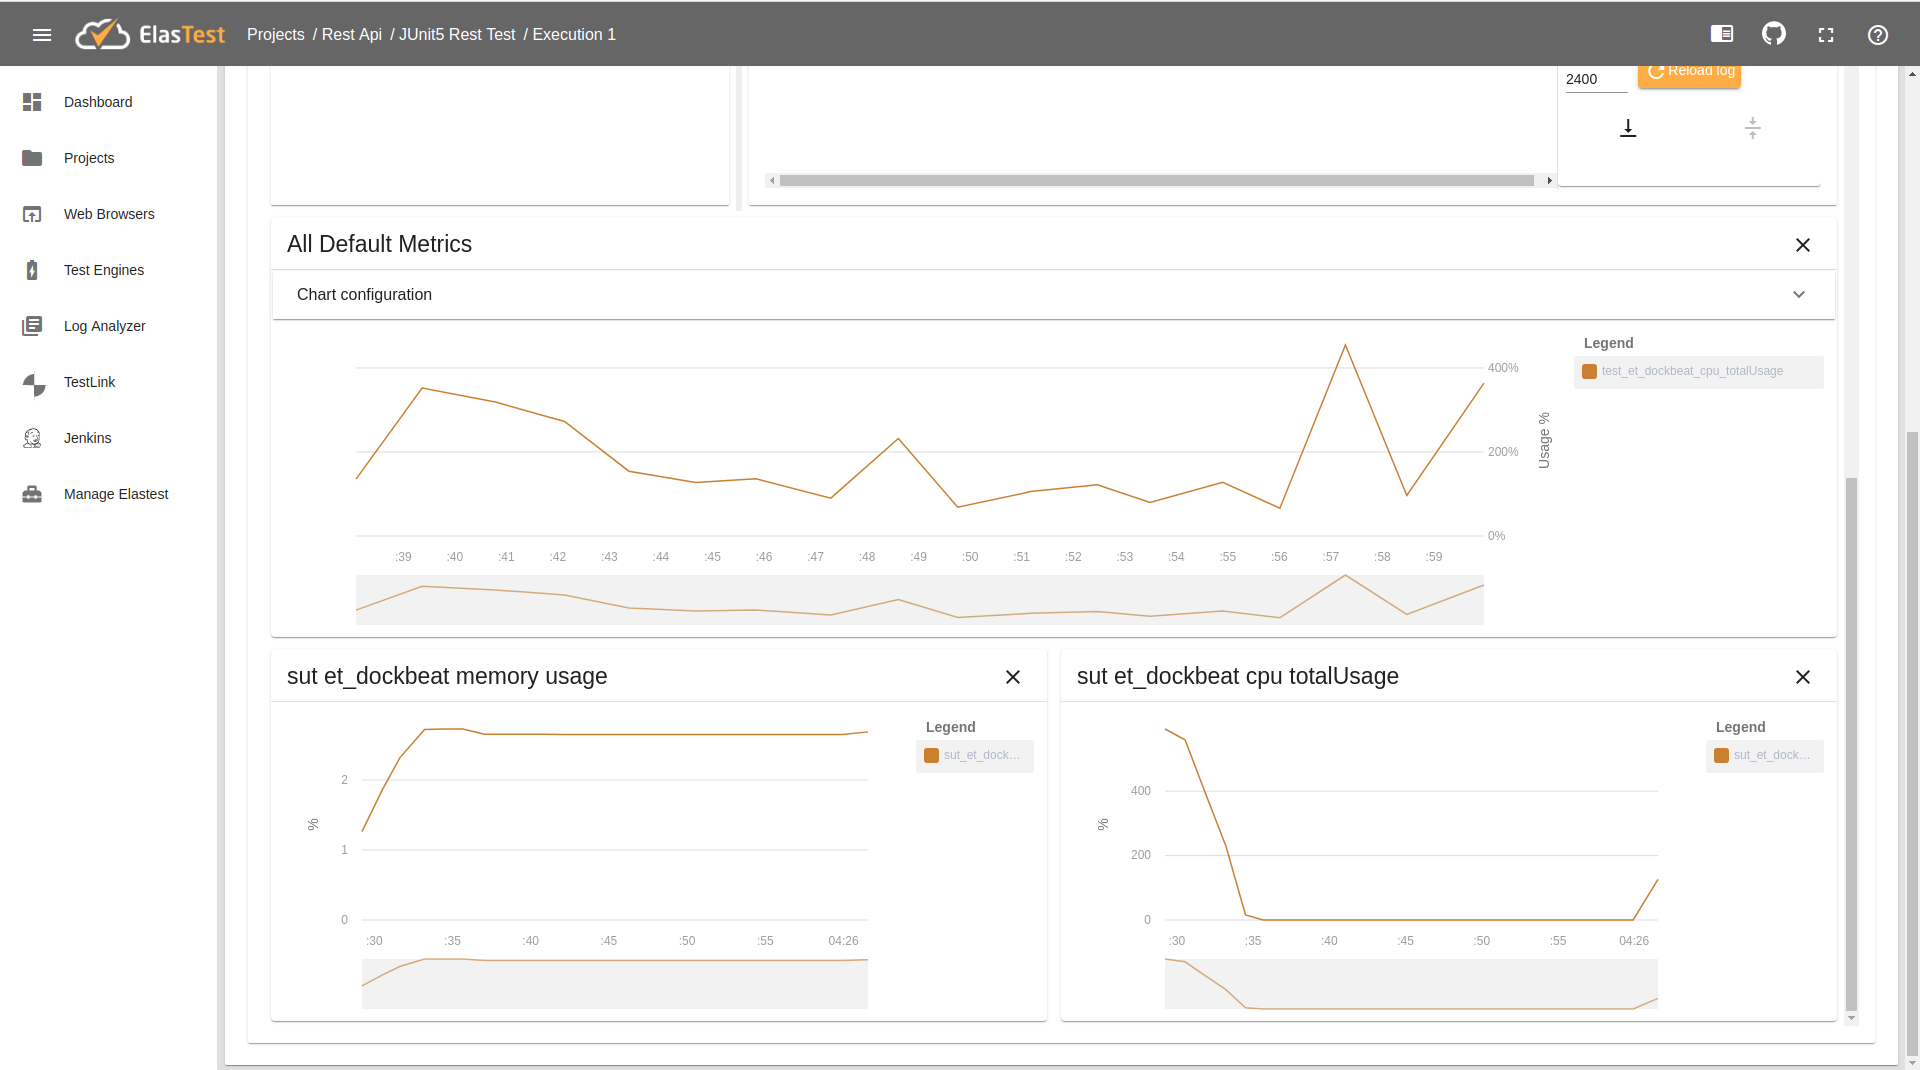 ElasTest
Projects / Rest Api / JUnit5 Rest Test / Execution 1
Dashboard
Projects
Web Browsers
Test Engines
Log Analyzer
TestLink
Jenkins
Manage Elastest
2400
Reload log
All Default Metrics
Chart configuration
Legend
test_et_dockbeat_cpu_totalUsage
400%
200%
0%
Usage %
:39 :40 :41 :42 :43 :44 :45 :46 :47 :48 :49 :50 :51 :52 :53 :54 :55 :56 :57 :58 :59
sut et_dockbeat memory usage
Legend
sut_et_dock...
2
1
0
%
:30 :35 :40 :45 :50 :55 04:26
sut et_dockbeat cpu totalUsage
Legend
sut_et_dock...
400
200
0
%
:30 :35 :40 :45 :50 :55 04:26